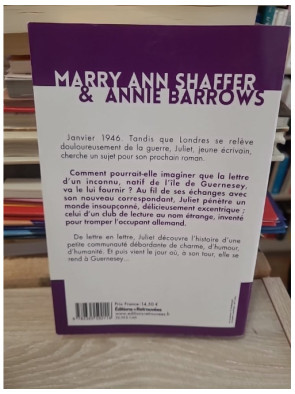 MARRY ANN SHAFFER
& ANNIE BARROWS
Janvier 1946. Tandis que Londres se relève
douloureusement de la guerre, Juliet, jeune écrivain,
cherche un sujet pour son prochain roman.
Comment pourrait-elle imaginer que la lettre
d'un inconnu, natif de l'île de Guernesey,
va le lui fournir ? Au fil de ses échanges avec
son nouveau correspondant, Juliet pénètre un
monde insoupçonné, délicieusement excentrique ;
celui d'un club de lecture au nom étrange, inventé
pour tromper l'occupant allemand.
De lettre en lettre, Juliet découvre l'histoire d'une
petite communauté débordante de charme, d'humour,
d'humanité. Et puis vient le jour où, à son tour, elle se
rend à Guernesey...
Prix France 14,50 €